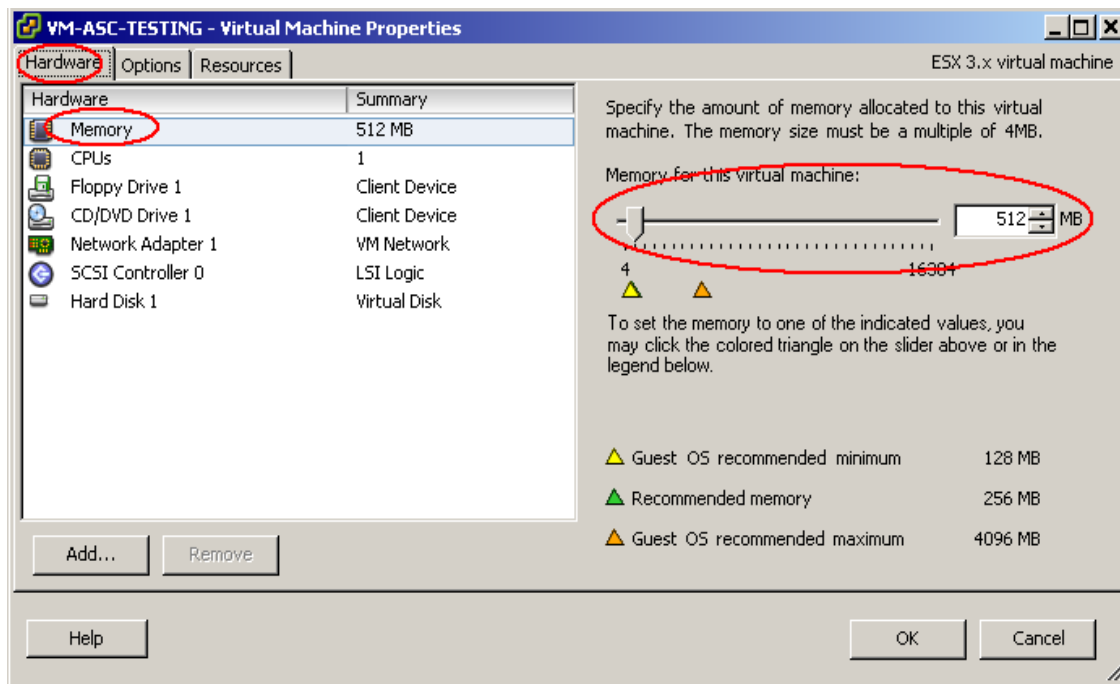 VM-ASC-TESTING - Virtual Machine Properties
Hardware Options Resources
ESX 3.x virtual machine
Hardware Summary
Memory 512 MB
CPUs 1
Floppy Drive 1 Client Device
CD/DVD Drive 1 Client Device
Network Adapter 1 VM Network
SCSI Controller 0 LSI Logic
Hard Disk 1 Virtual Disk
Add... Remove
Specify the amount of memory allocated to this virtual
machine. The memory size must be a multiple of 4MB.
Memory for this virtual machine:
512 MB
4 16384
To set the memory to one of the indicated values, you
may click the colored triangle on the slider above or in the
legend below.
Guest OS recommended minimum 128 MB
Recommended memory 256 MB
Guest OS recommended maximum 4096 MB
Help OK Cancel